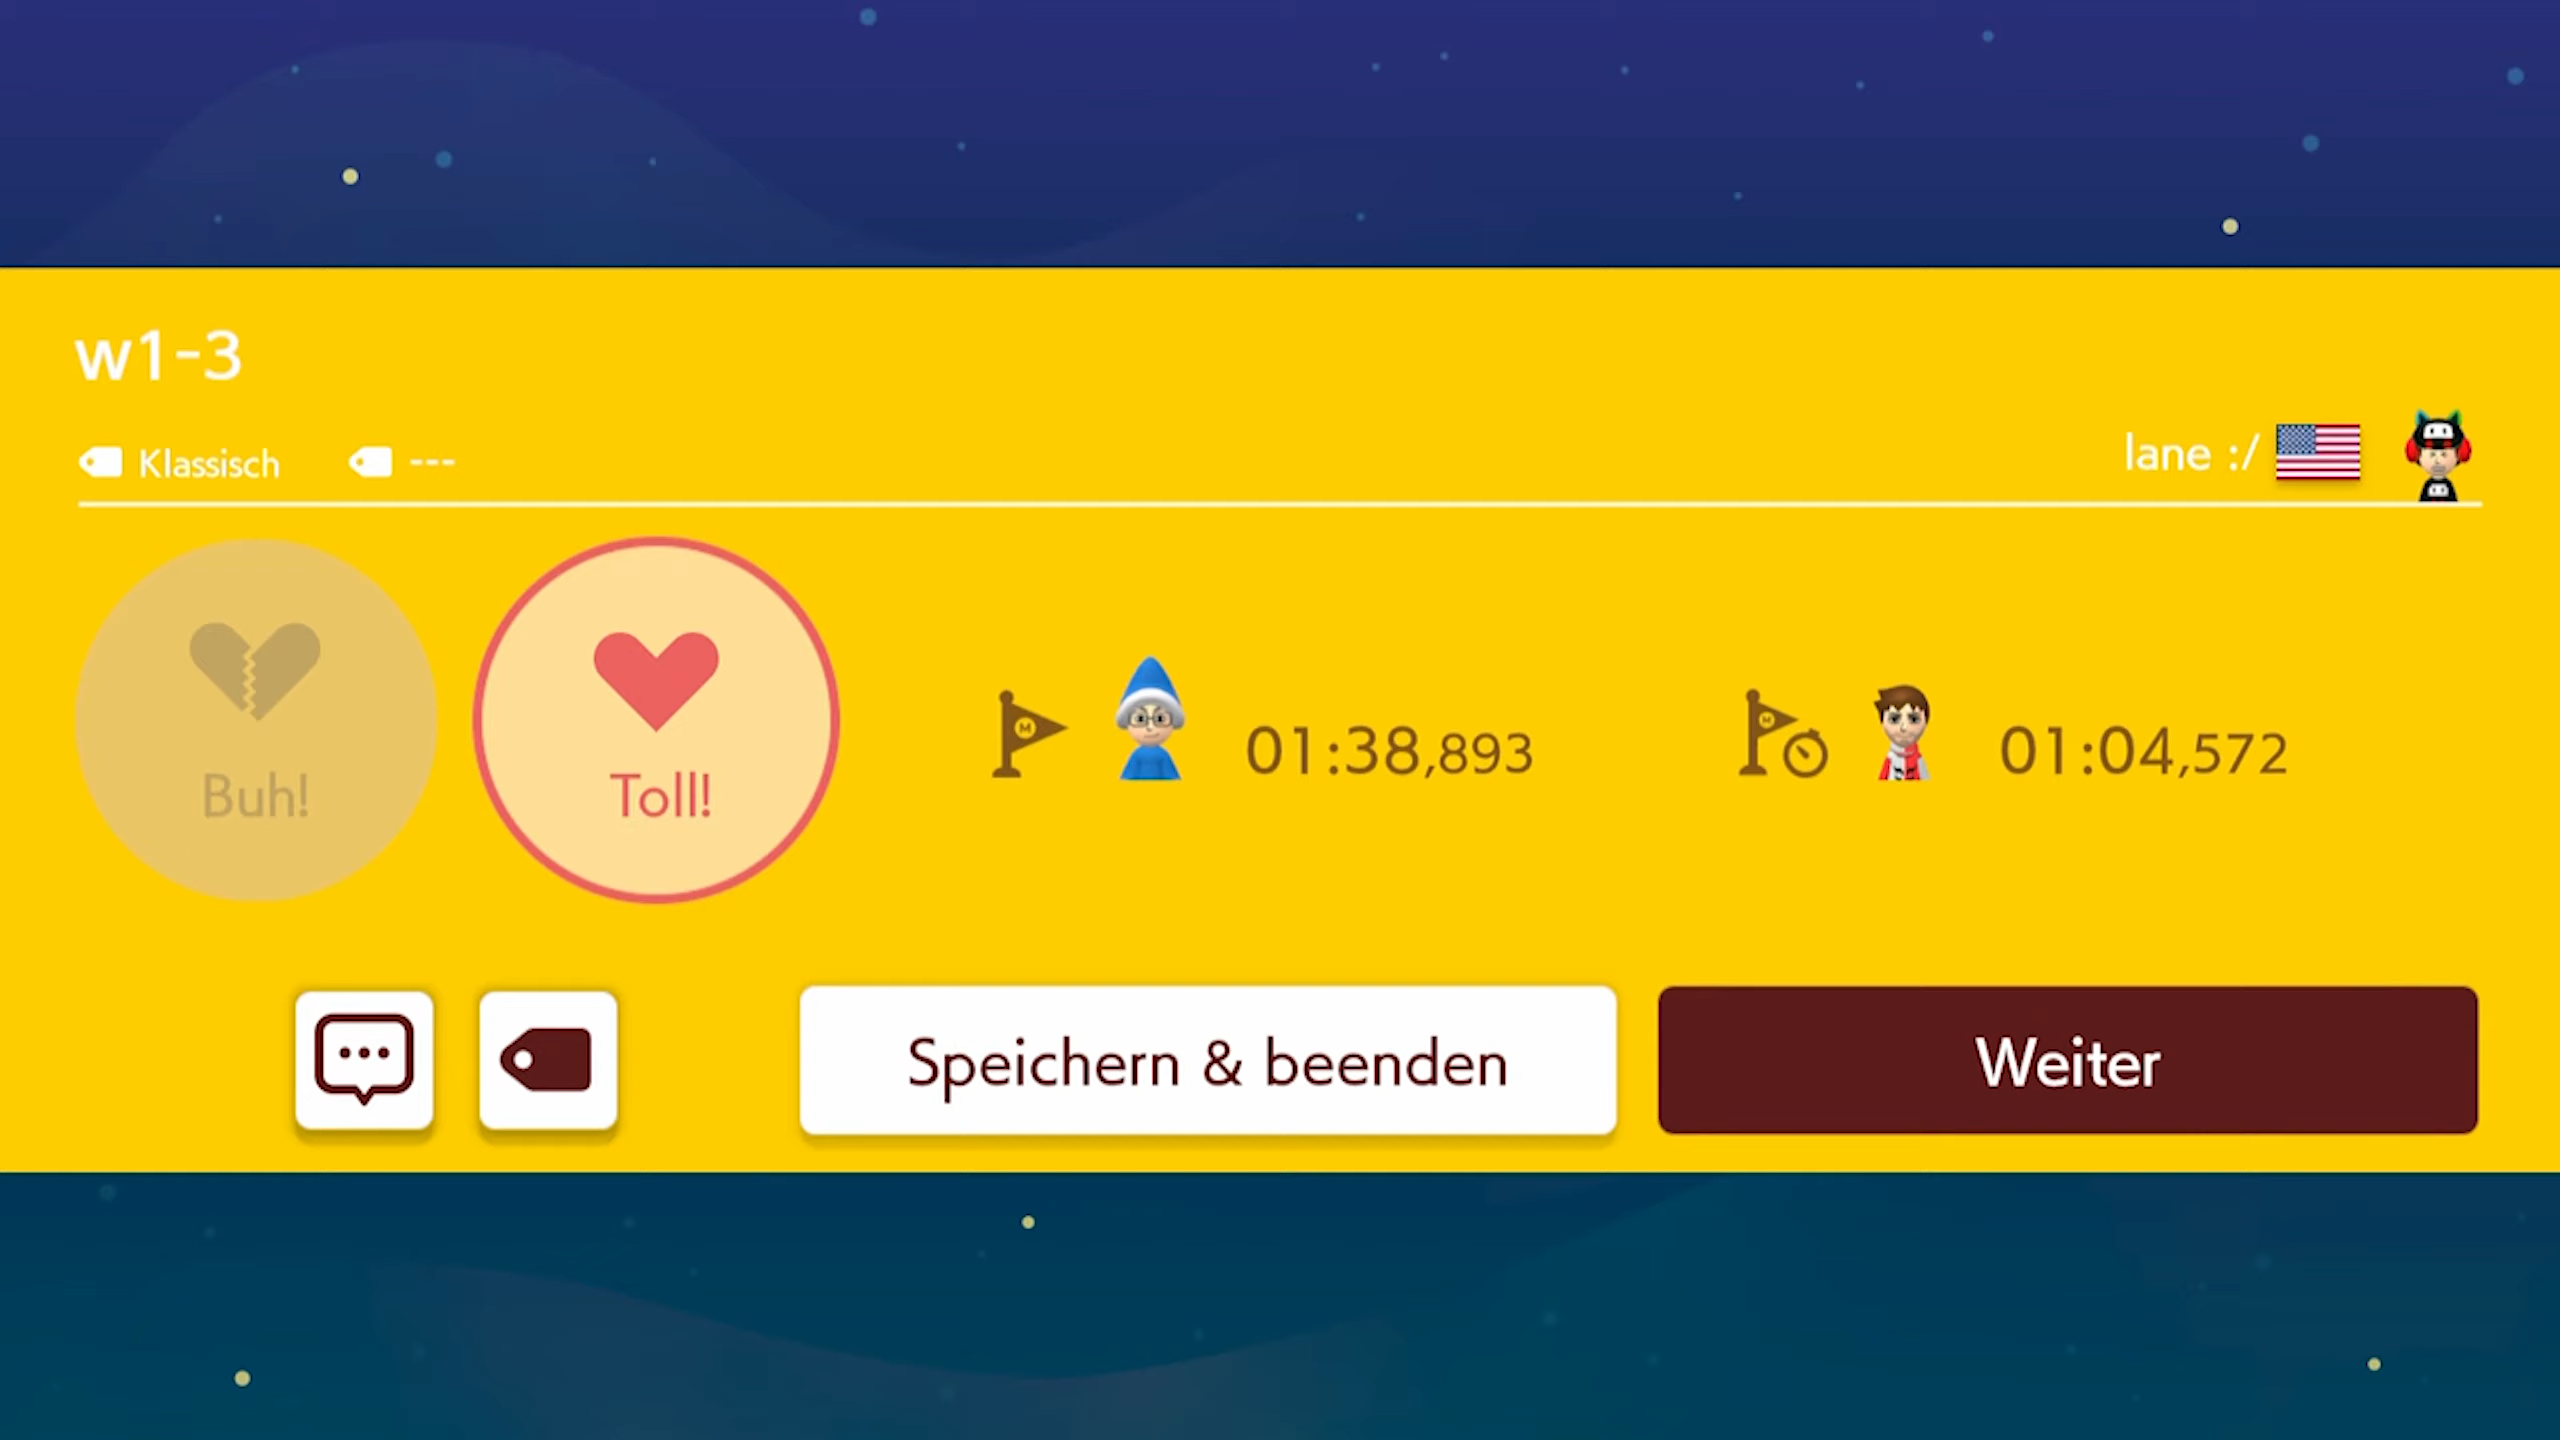 w1-3
Klassisch ---
lane :/
Buh!
Toll!
M 01:38,893
M 01:04,572
Speichern & beenden
Weiter